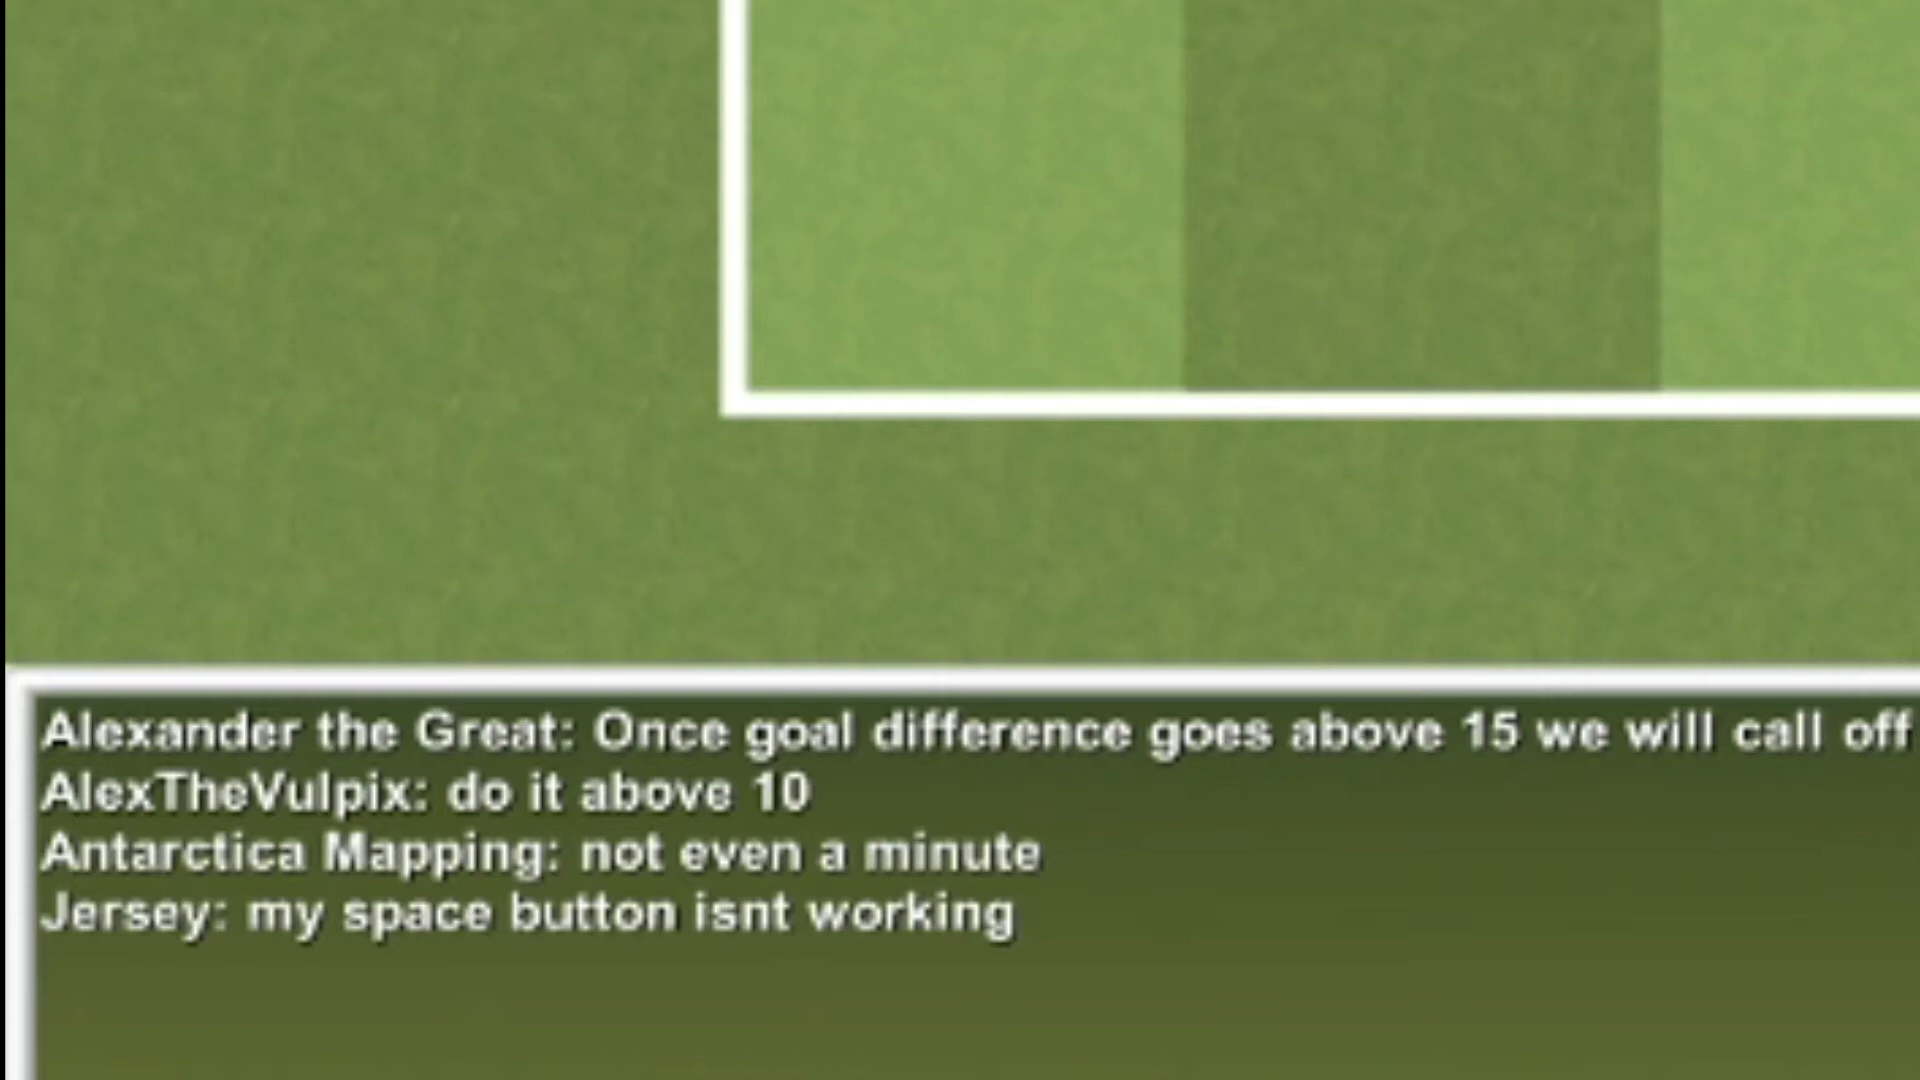 Alexander the Great: Once goal difference goes above 15 we will call off
AlexTheVulpix: do it above 10
Antarctica Mapping: not even a minute
Jersey: my space button isnt working